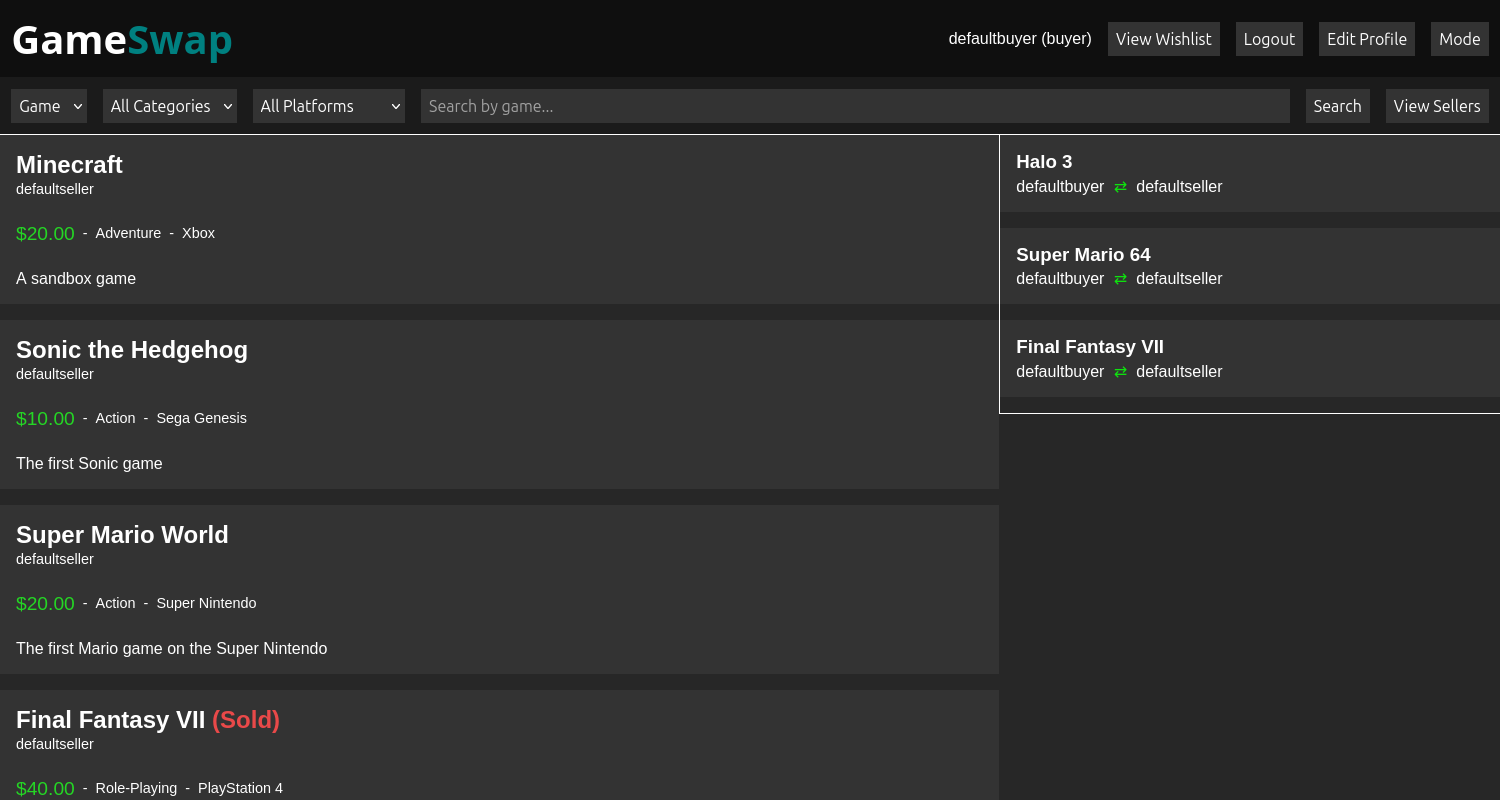 GameSwap
defaultbuyer (buyer) View Wishlist Logout Edit Profile Mode
Game All Categories All Platforms Search by game... Search View Sellers
Minecraft
defaultseller
$20.00 - Adventure - Xbox
A sandbox game
Sonic the Hedgehog
defaultseller
$10.00 - Action - Sega Genesis
The first Sonic game
Super Mario World
defaultseller
$20.00 - Action - Super Nintendo
The first Mario game on the Super Nintendo
Final Fantasy VII (Sold)
defaultseller
$40.00 - Role-Playing - PlayStation 4
Halo 3
defaultbuyer ⇄ defaultseller
Super Mario 64
defaultbuyer ⇄ defaultseller
Final Fantasy VII
defaultbuyer ⇄ defaultseller